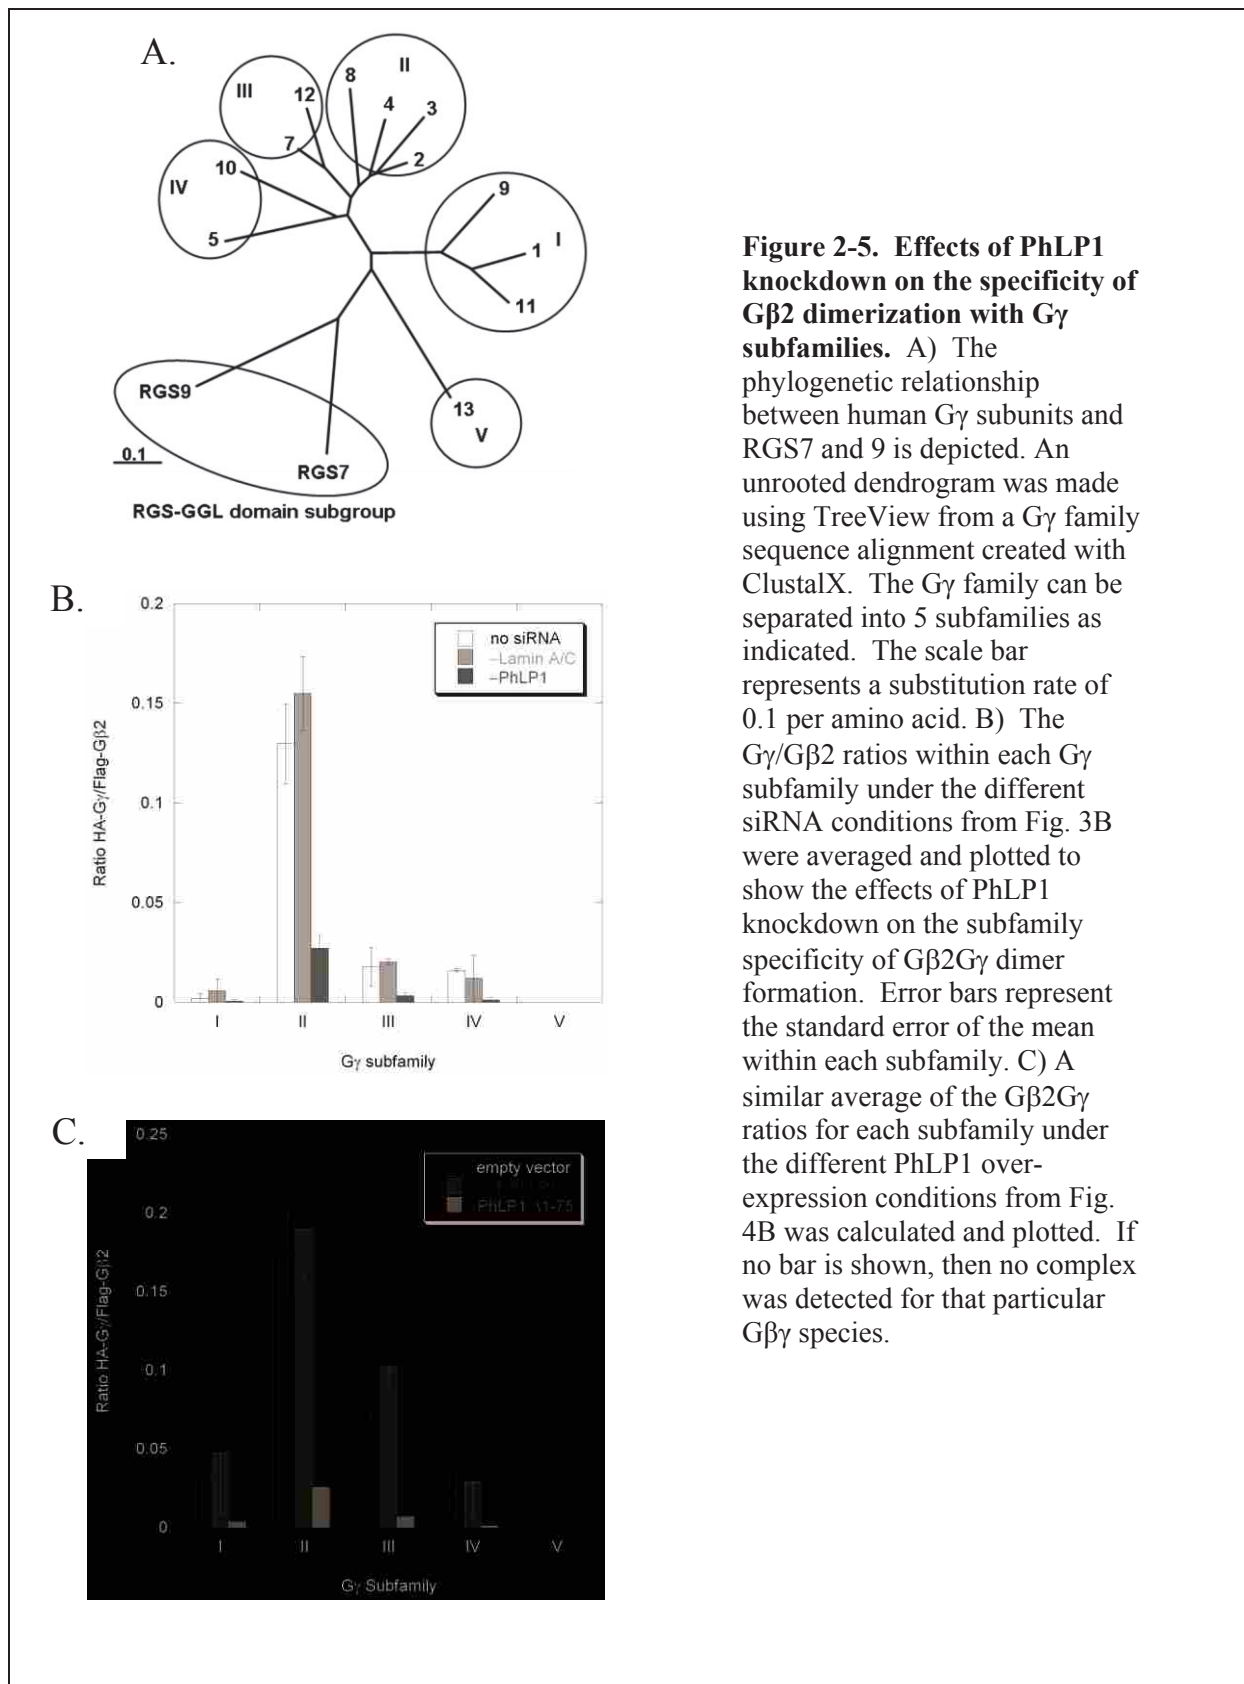 A.
II
8
III
12
4
3
7
2
10
IV
9
5
I
1
11
RGS9
13
V
0.1
RGS7
RGS-GGL domain subgroup
B.
0.2
no siRNA
–Lamin A/C
–PhLP1
0.15
0.1
0.05
0
Ratio HA-Gγ/Flag-Gβ2
I II III IV V
Gγ subfamily
C.
0.25
empty vector
PhLP1 Δ1-75
0.2
0.15
0.1
0.05
0
Ratio HA-Gγ/Flag-Gβ2
I II III IV V
Gγ Subfamily
Figure 2-5. Effects of PhLP1
knockdown on the specificity of
Gβ2 dimerization with Gγ
subfamilies. A) The
phylogenetic relationship
between human Gγ subunits and
RGS7 and 9 is depicted. An
unrooted dendrogram was made
using TreeView from a Gγ family
sequence alignment created with
ClustalX. The Gγ family can be
separated into 5 subfamilies as
indicated. The scale bar
represents a substitution rate of
0.1 per amino acid. B) The
Gγ/Gβ2 ratios within each Gγ
subfamily under the different
siRNA conditions from Fig. 3B
were averaged and plotted to
show the effects of PhLP1
knockdown on the subfamily
specificity of Gβ2Gγ dimer
formation. Error bars represent
the standard error of the mean
within each subfamily. C) A
similar average of the Gβ2Gγ
ratios for each subfamily under
the different PhLP1 over-
expression conditions from Fig.
4B was calculated and plotted. If
no bar is shown, then no complex
was detected for that particular
Gβγ species.